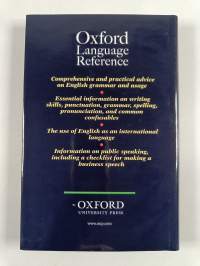 Oxford
Language
Reference
Comprehensive and practical advice
on English grammar and usage
Essential information on writing
skills, punctuation, grammar, spelling,
pronunciation, and common
confusables
The use of English as an international
language
Information on public speaking,
including a checklist for making a
business speech
OXFORD
UNIVERSITY PRESS
www.oup.com